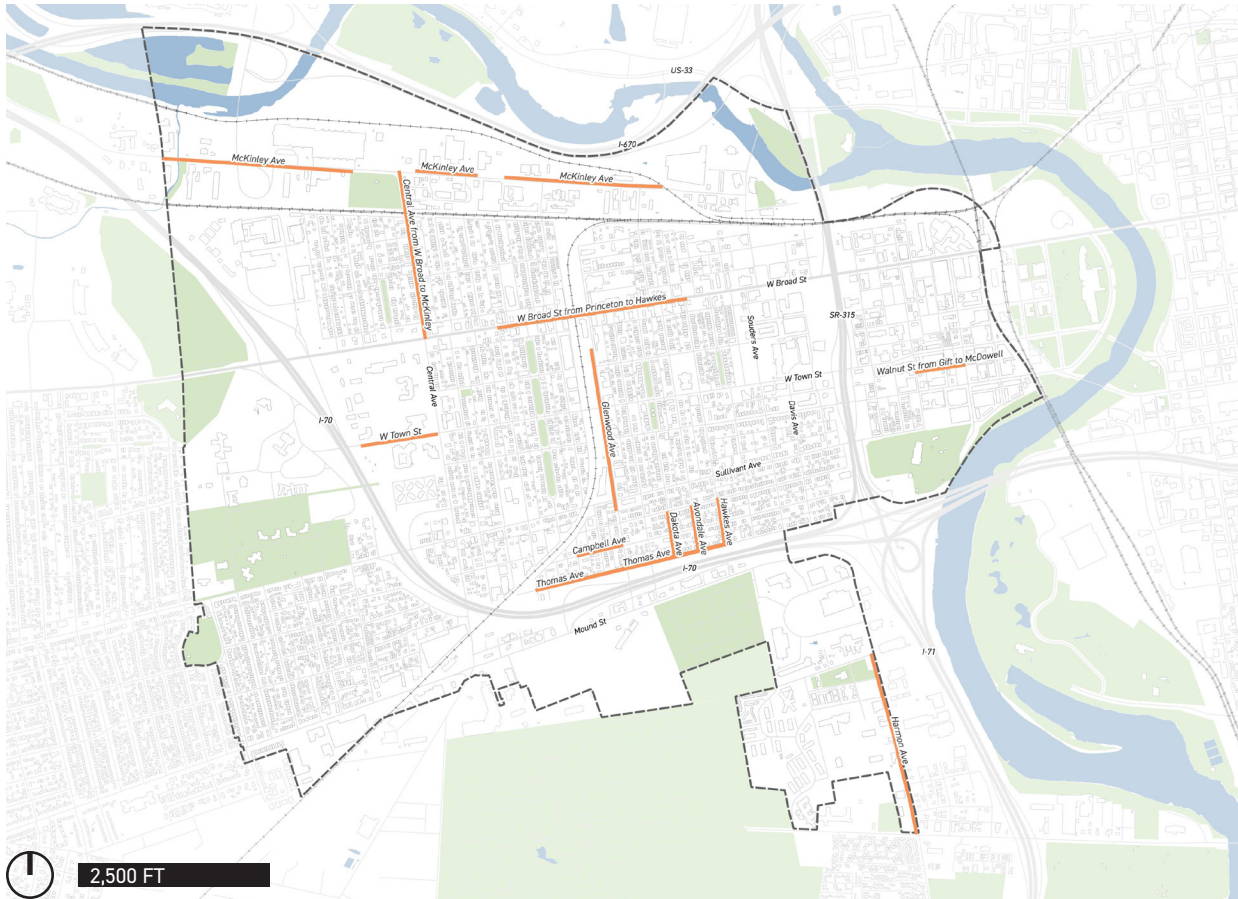 US-33
I-670
McKinley Ave
McKinley Ave
McKinley Ave
Central Ave from W Broad to McKinley
W Broad St
W Broad St from Princeton to Hawkes
SR-315
Souders Ave
Walnut St from Gift to McDowell
W Town St
Central Ave
Davis Ave
Glenwood Ave
I-70
W Town St
Sullivant Ave
Hawkes Ave
Avondale Ave
Dakota Ave
Campbell Ave
Thomas Ave
Thomas Ave
I-70
Mound St
I-71
Harmon Ave
2,500 FT